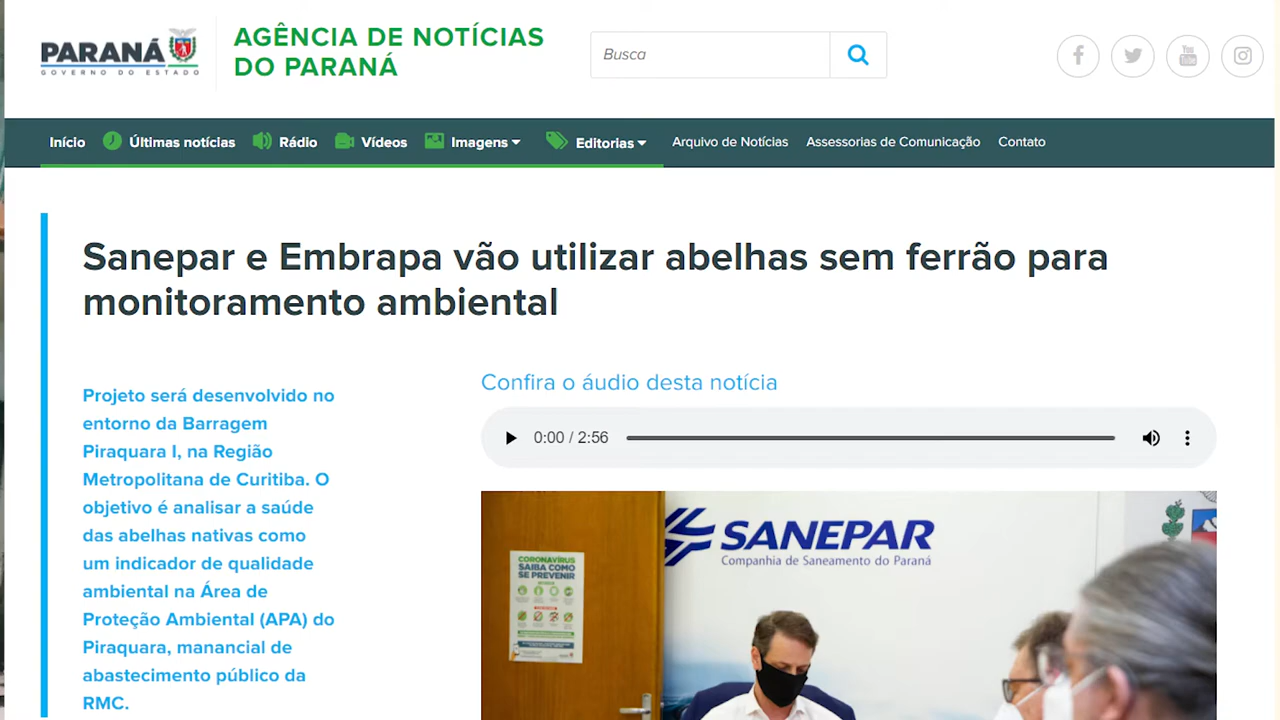 PARANÁ
GOVERNO DO ESTADO
AGÊNCIA DE NOTÍCIAS
DO PARANÁ
Busca
Início
Últimas notícias
Rádio
Vídeos
Imagens
Editorias
Arquivo de Notícias
Assessorias de Comunicação
Contato
Sanepar e Embrapa vão utilizar abelhas sem ferrão para
monitoramento ambiental
Projeto será desenvolvido no
entorno da Barragem
Piraquara I, na Região
Metropolitana de Curitiba. O
objetivo é analisar a saúde
das abelhas nativas como
um indicador de qualidade
ambiental na Área de
Proteção Ambiental (APA) do
Piraquara, manancial de
abastecimento público da
RMC.
Confira o áudio desta notícia
0:00 / 2:56
SANEPAR
Companhia de Saneamento do Paraná
CORONAVÍRUS
SAIBA COMO
SE PREVENIR